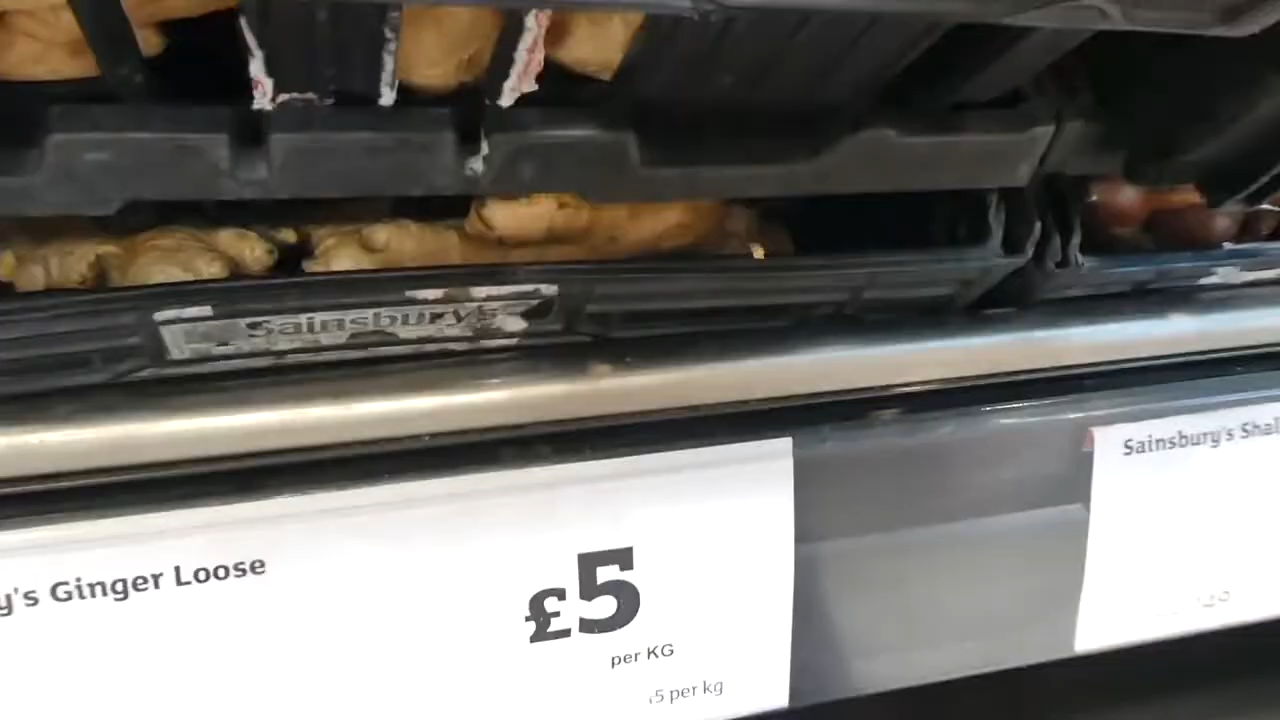 Sainsbury's
Sainsbury's Shal
y's Ginger Loose
£5
per KG
5 per kg